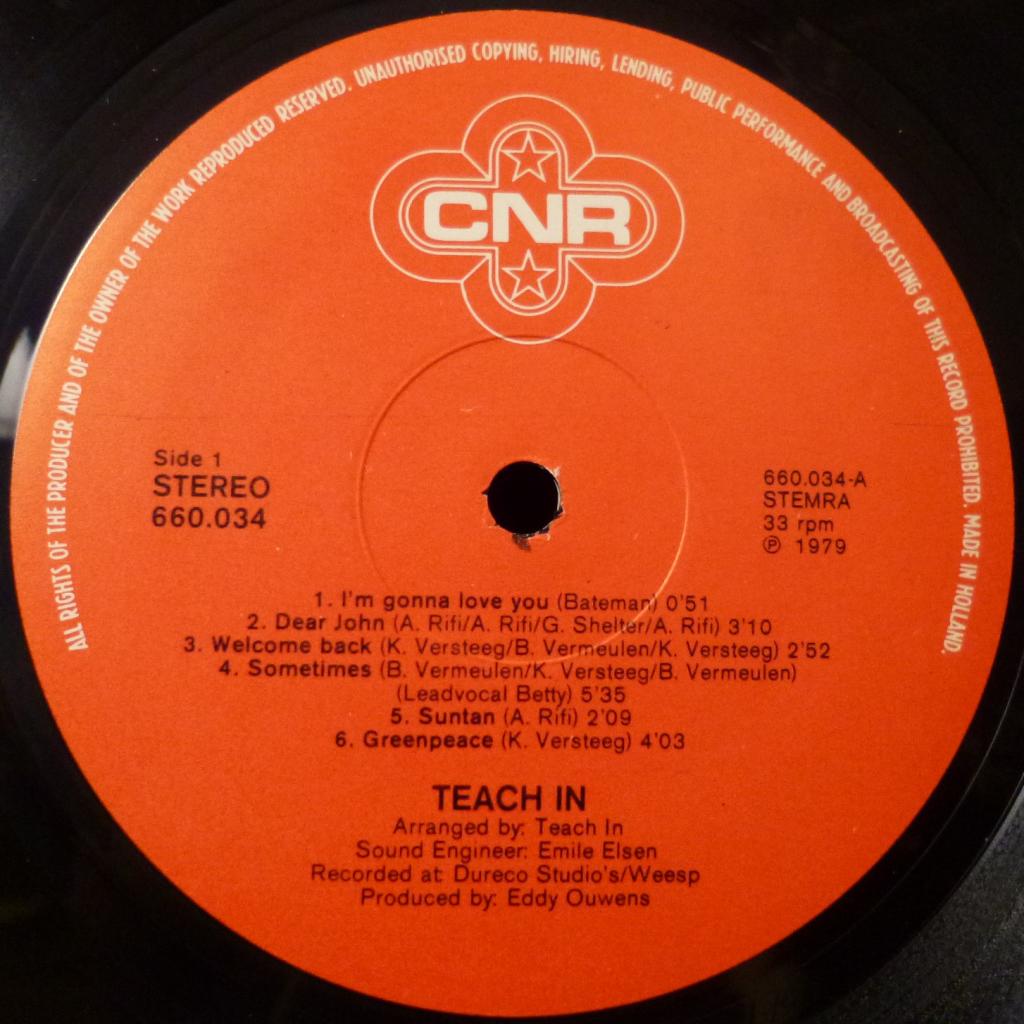 ALL RIGHTS OF THE PRODUCER AND OF THE OWNER OF THE WORK REPRODUCED RESERVED. UNAUTHORISED COPYING, HIRING, LENDING, PUBLIC PERFORMANCE AND BROADCASTING OF THIS RECORD PROHIBITED. MADE IN HOLLAND.
CNR
Side 1
STEREO
660.034
660.034-A
STEMRA
33 rpm
℗ 1979
1. I'm gonna love you (Bateman) 0'51
2. Dear John (A. Rifi/A. Rifi/G. Shelter/A. Rifi) 3'10
3. Welcome back (K. Versteeg/B. Vermeulen/K. Versteeg) 2'52
4. Sometimes (B. Vermeulen/K. Versteeg/B. Vermeulen)
(Leadvocal Betty) 5'35
5. Suntan (A. Rifi) 2'09
6. Greenpeace (K. Versteeg) 4'03
TEACH IN
Arranged by: Teach In
Sound Engineer: Emile Elsen
Recorded at: Dureco Studio's/Weesp
Produced by: Eddy Ouwens